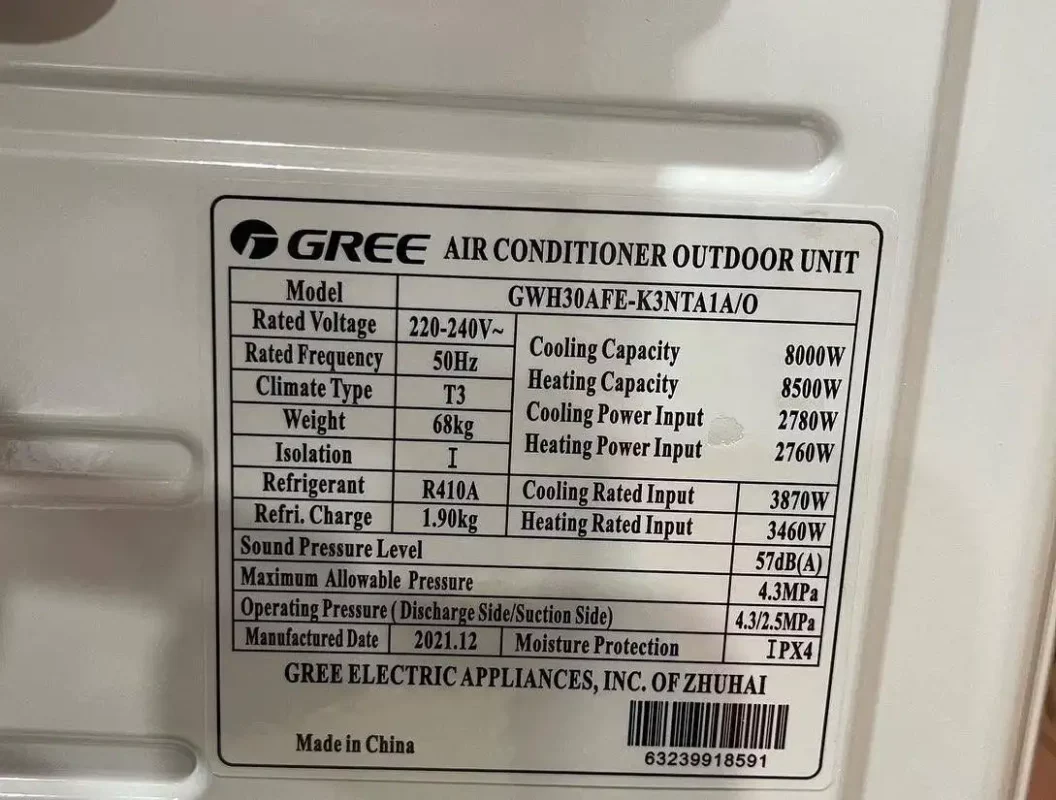 GREE AIR CONDITIONER OUTDOOR UNIT
Model GWH30AFE-K3NTA1A/O
Rated Voltage 220-240V~
Rated Frequency 50Hz
Climate Type T3
Weight 68kg
Isolation I
Cooling Capacity 8000W
Heating Capacity 8500W
Cooling Power Input 2780W
Heating Power Input 2760W
Refrigerant R410A Cooling Rated Input 3870W
Refri. Charge 1.90kg Heating Rated Input 3460W
Sound Pressure Level 57dB(A)
Maximum Allowable Pressure 4.3MPa
Operating Pressure ( Discharge Side/Suction Side) 4.3/2.5MPa
Manufactured Date 2021.12 Moisture Protection IPX4
GREE ELECTRIC APPLIANCES, INC. OF ZHUHAI
Made in China
63239918591